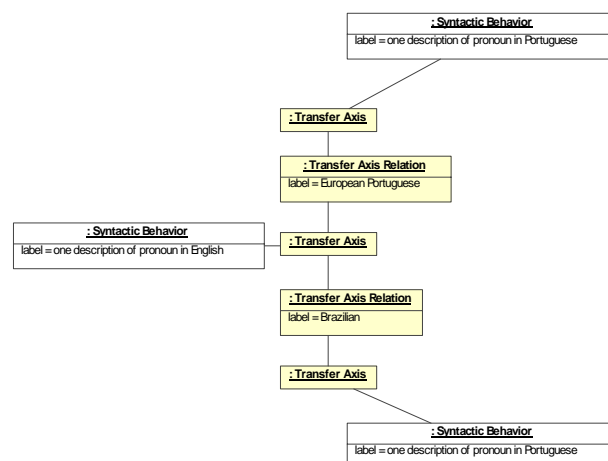 : Syntactic Behavior
label = one description of pronoun in Portuguese
: Transfer Axis
: Transfer Axis Relation
label = European Portuguese
: Syntactic Behavior
label = one description of pronoun in English
: Transfer Axis
: Transfer Axis Relation
label = Brazilian
: Transfer Axis
: Syntactic Behavior
label = one description of pronoun in Portuguese